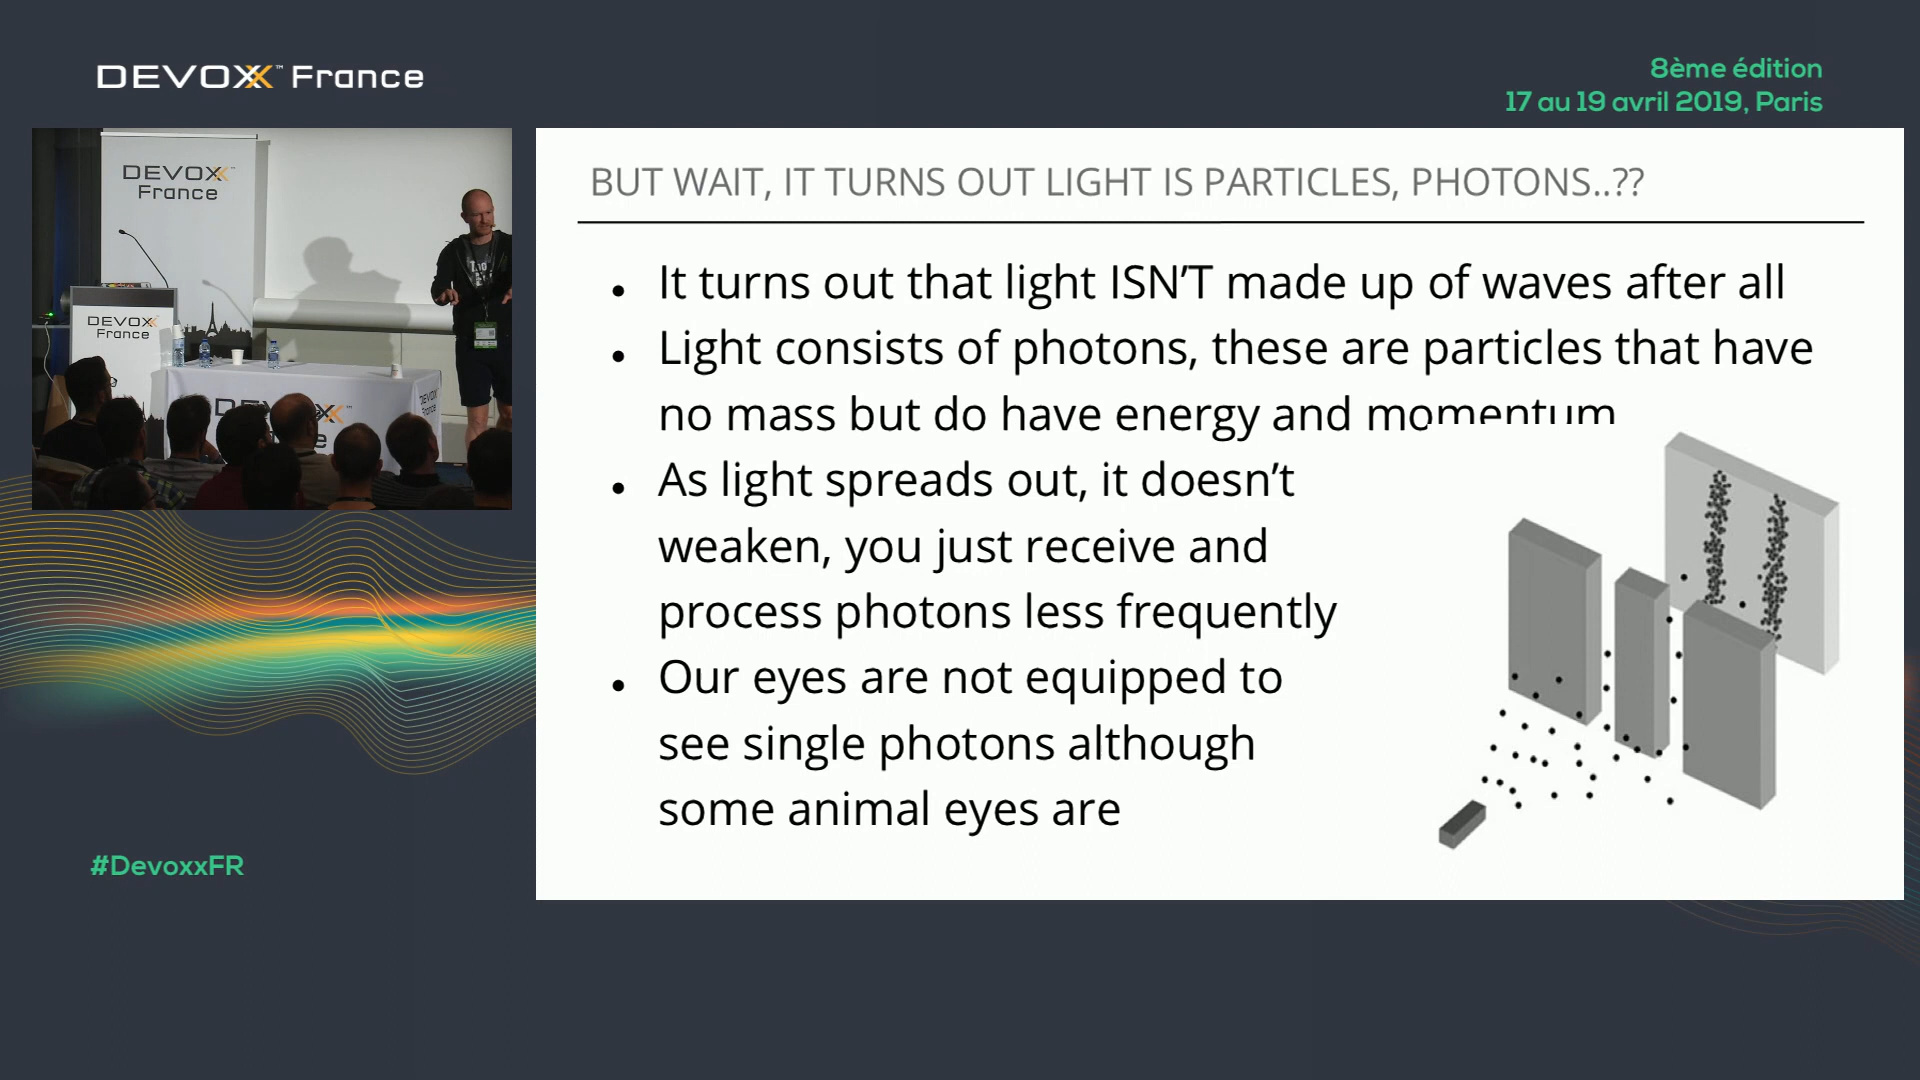 DEVOXX™ France
8ème édition
17 au 19 avril 2019, Paris
DEVOXX™
France
DEVOXX
France
DEVOXX
France
BUT WAIT, IT TURNS OUT LIGHT IS PARTICLES, PHOTONS..??
• It turns out that light ISN’T made up of waves after all
• Light consists of photons, these are particles that have
no mass but do have energy and momentum
• As light spreads out, it doesn’t
weaken, you just receive and
process photons less frequently
• Our eyes are not equipped to
see single photons although
some animal eyes are
#DevoxxFR